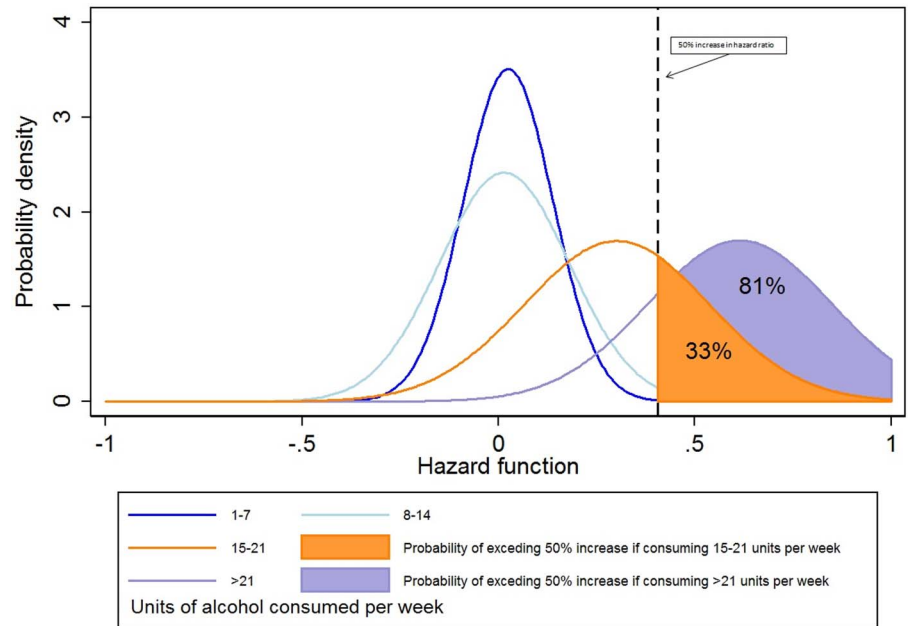 4
3
2
1
0
Probability density
50% increase in hazard ratio
81%
33%
-1
-.5
0
.5
1
Hazard function
1-7
8-14
15-21
Probability of exceding 50% increase if consuming 15-21 units per week
>21
Probability of exceding 50% increase if consuming >21 units per week
Units of alcohol consumed per week